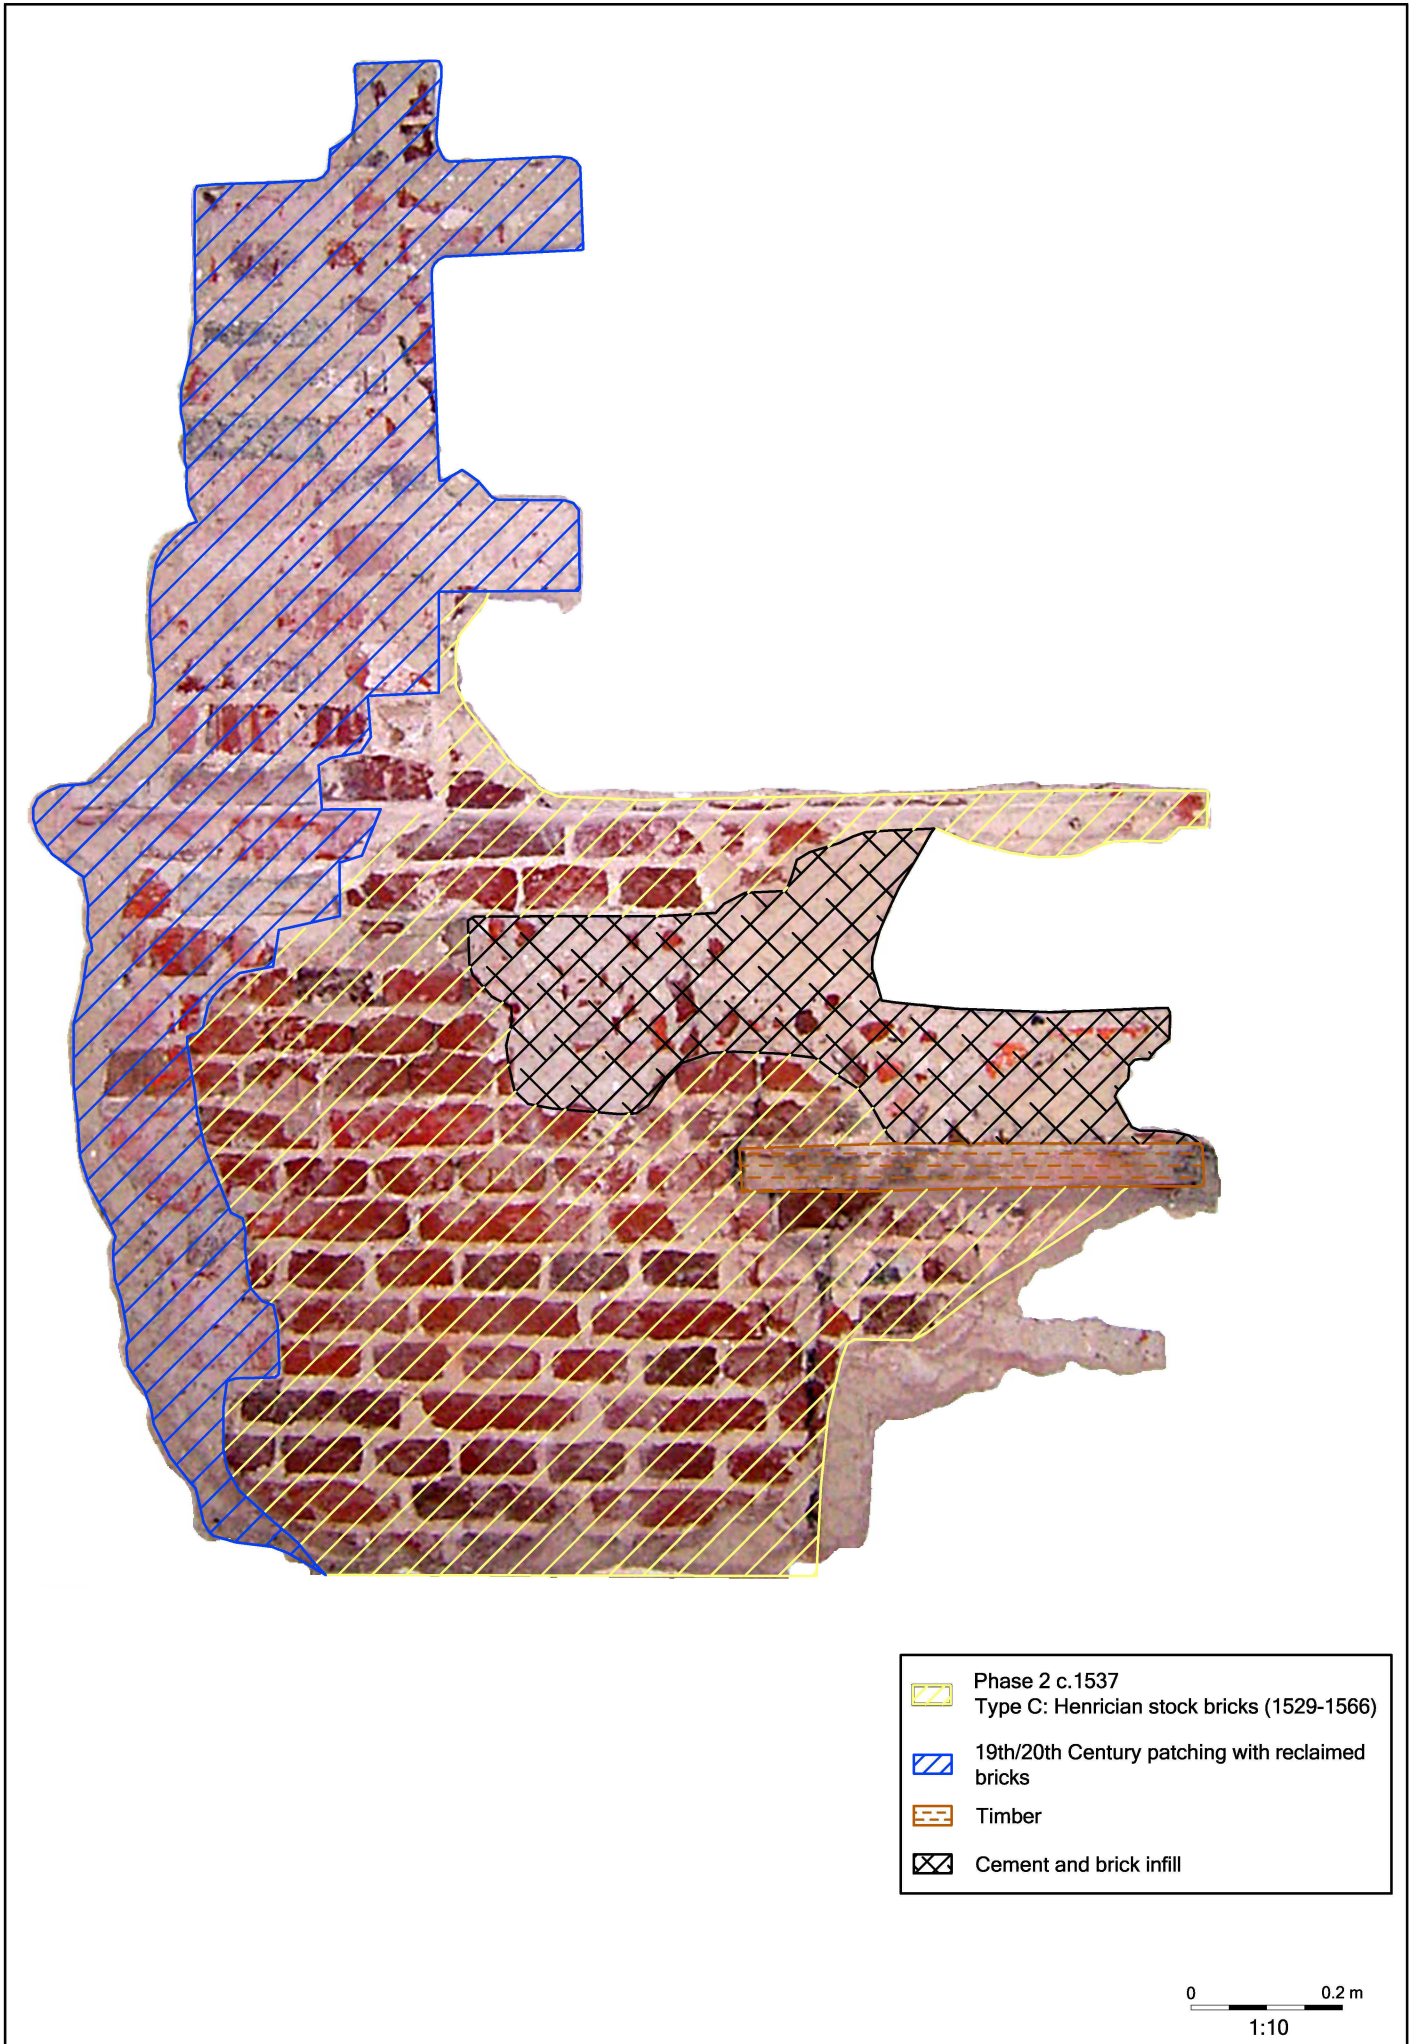 Phase 2 c.1537
Type C: Henrician stock bricks (1529-1566)
19th/20th Century patching with reclaimed
bricks
Timber
Cement and brick infill
0 0.2 m
1:10